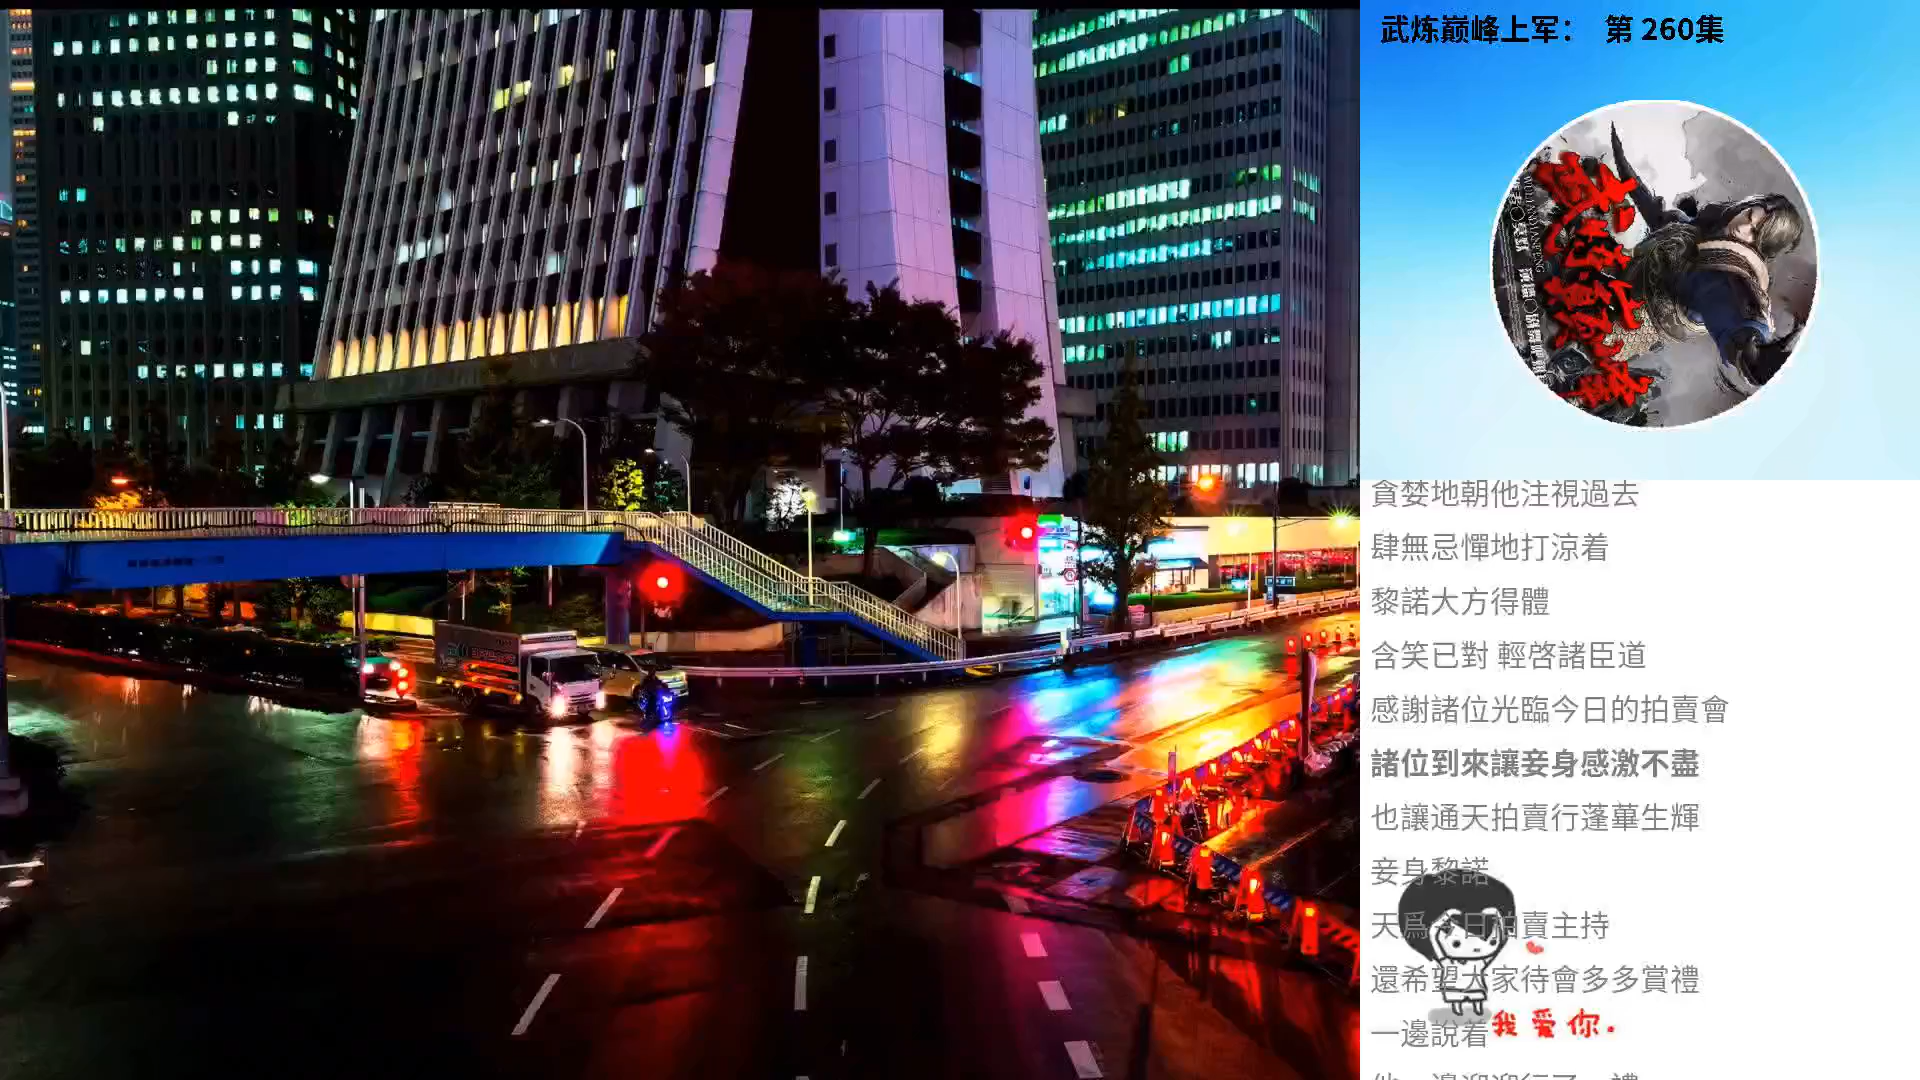 武炼巅峰上军： 第 260集
武炼巅峰
貪婪地朝他注視過去
肆無忌憚地打涼着
黎諾大方得體
含笑已對 輕啓諸臣道
感謝諸位光臨今日的拍賣會
諸位到來讓妾身感激不盡
也讓通天拍賣行蓬蓽生輝
妾身黎諾
天爲今日拍賣主持
還希望大家待會多多賞禮
一邊說着
我爱你.